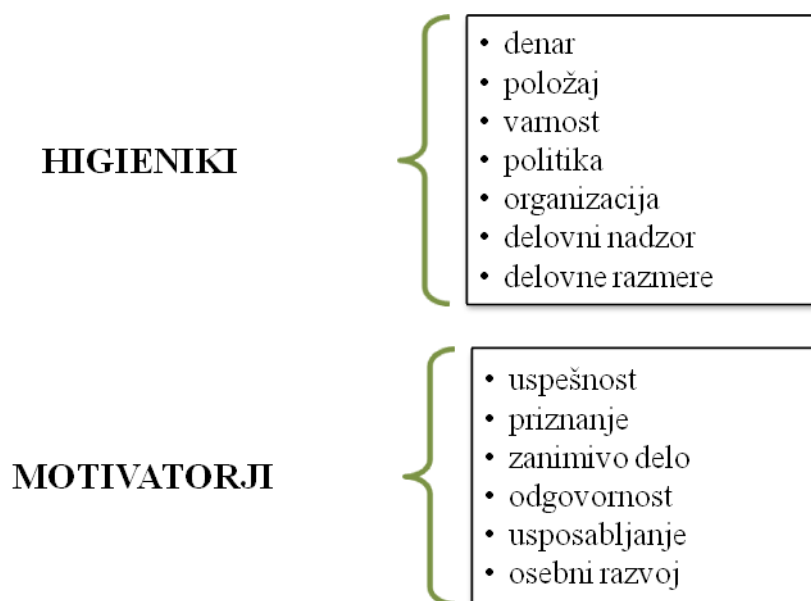 HIGIENIKI
• denar
• položaj
• varnost
• politika
• organizacija
• delovni nadzor
• delovne razmere
MOTIVATORJI
• uspešnost
• priznanje
• zanimivo delo
• odgovornost
• usposabljanje
• osebni razvoj